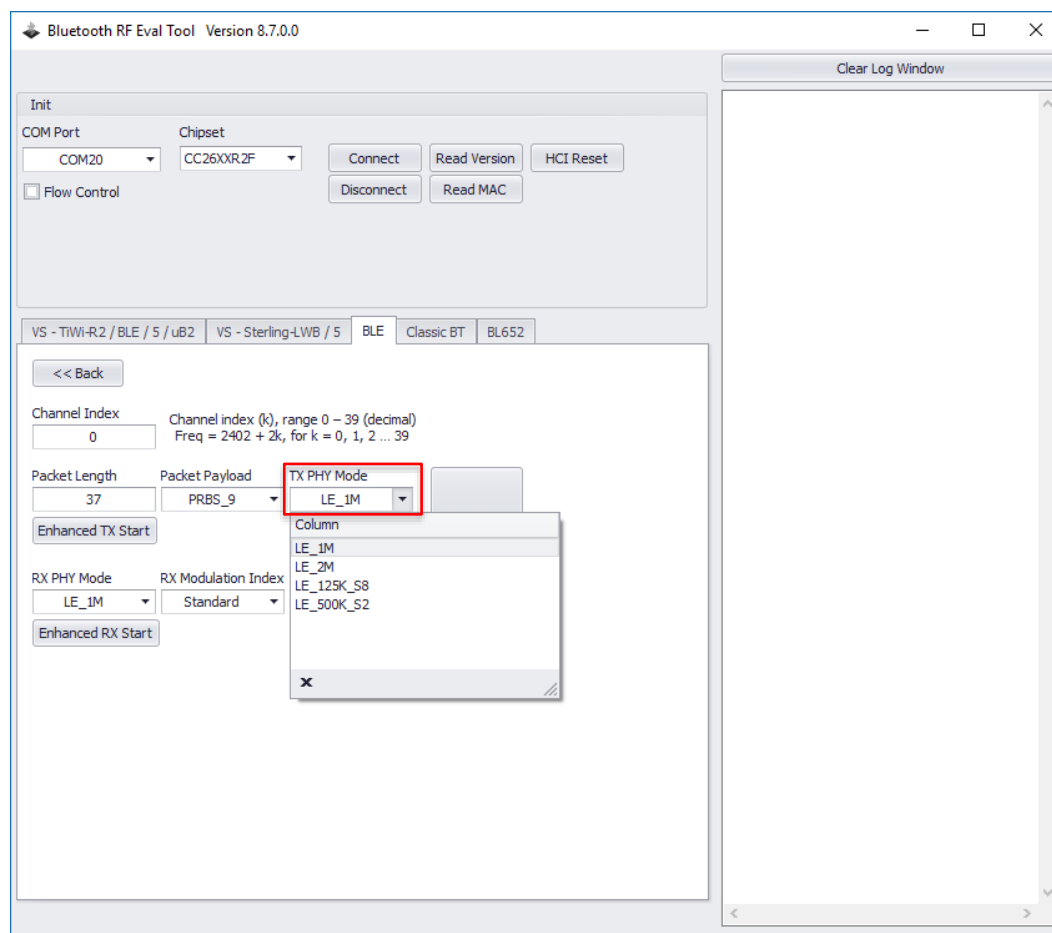 Bluetooth RF Eval Tool Version 8.7.0.0
Clear Log Window
Init
COM Port Chipset
COM20 CC26XXR2F Connect Read Version HCI Reset
Flow Control Disconnect Read MAC
VS - TiWi-R2 / BLE / 5 / uB2 VS - Sterling-LWB / 5 BLE Classic BT BL652
<< Back
Channel Index Channel index (k), range 0 – 39 (decimal)
0 Freq = 2402 + 2k, for k = 0, 1, 2 ... 39
Packet Length Packet Payload TX PHY Mode
37 PRBS_9 LE_1M
Enhanced TX Start Column
LE_1M
LE_2M
RX PHY Mode RX Modulation Index LE_125K_S8
LE_1M Standard LE_500K_S2
Enhanced RX Start